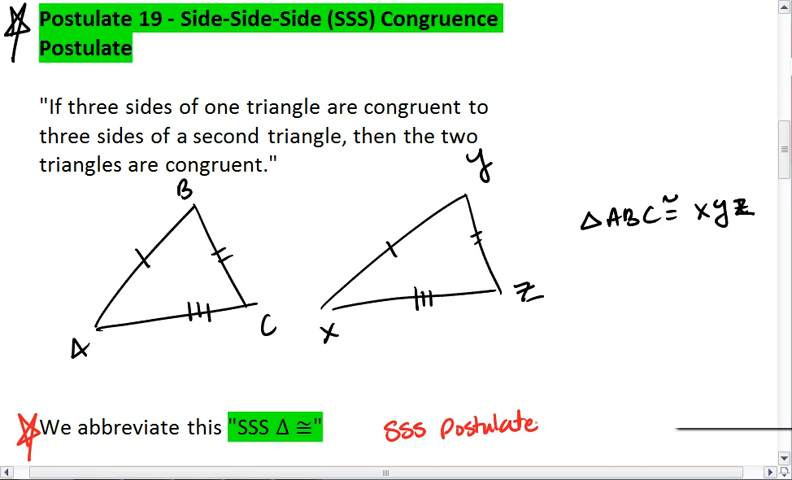 Postulate 19 - Side-Side-Side (SSS) Congruence
Postulate
"If three sides of one triangle are congruent to
three sides of a second triangle, then the two
triangles are congruent."
B
Y
△ABC ≅ XYZ
A
C
X
Z
We abbreviate this "SSS Δ ≅"
SSS Postulate